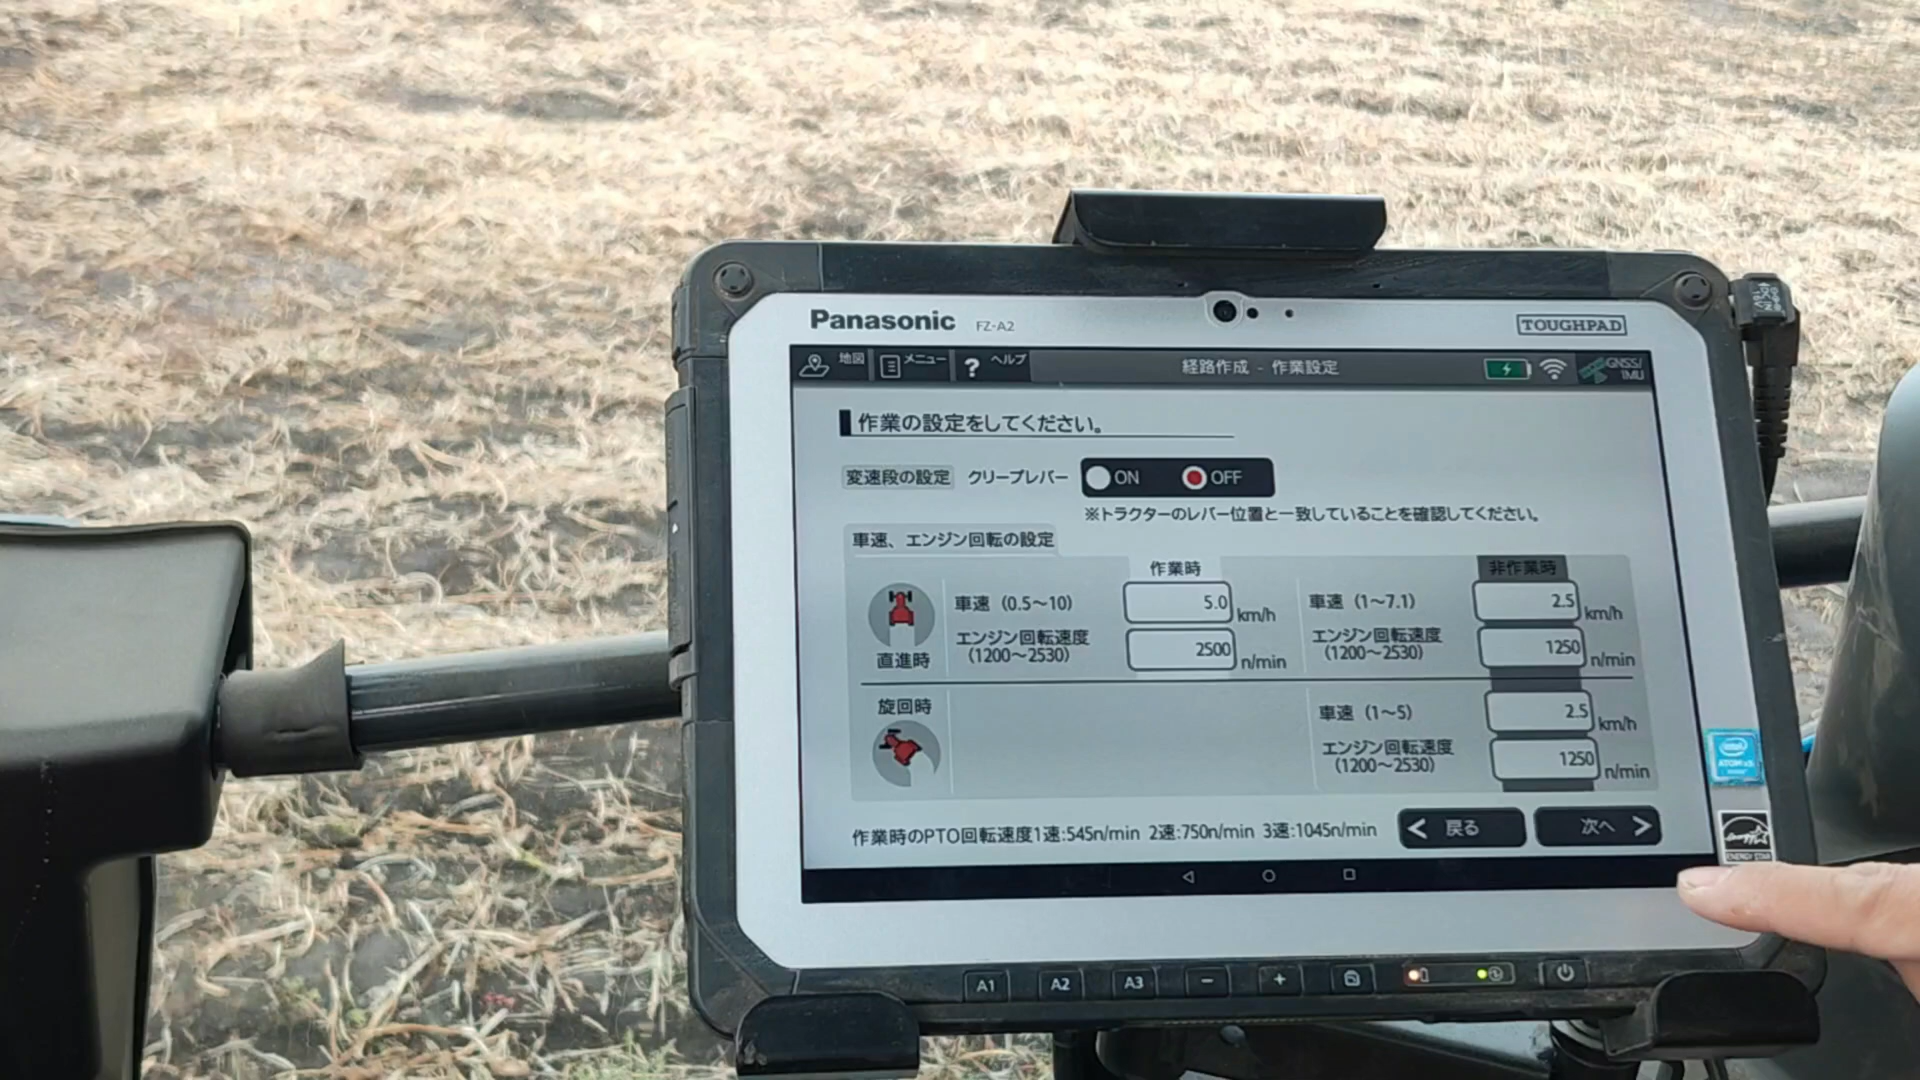 Panasonic FZ-A2 TOUGHPAD
地図 メニュー ? ヘルプ 経路作成 - 作業設定 GNSS/IMU
作業の設定をしてください。
変速段の設定 クリープレバー ON OFF
※トラクターのレバー位置と一致していることを確認してください。
車速、エンジン回転の設定
作業時 非作業時
車速（0.5～10） 5.0 km/h 車速（1～7.1） 2.5 km/h
エンジン回転速度（1200～2530） 2500 n/min エンジン回転速度（1200～2530） 1250 n/min
直進時
旋回時 車速（1～5） 2.5 km/h
エンジン回転速度（1200～2530） 1250 n/min
作業時のPTO回転速度1速:545n/min 2速:750n/min 3速:1045n/min 戻る 次へ
intel ATOM x5
ENERGY STAR
A1 A2 A3 - +